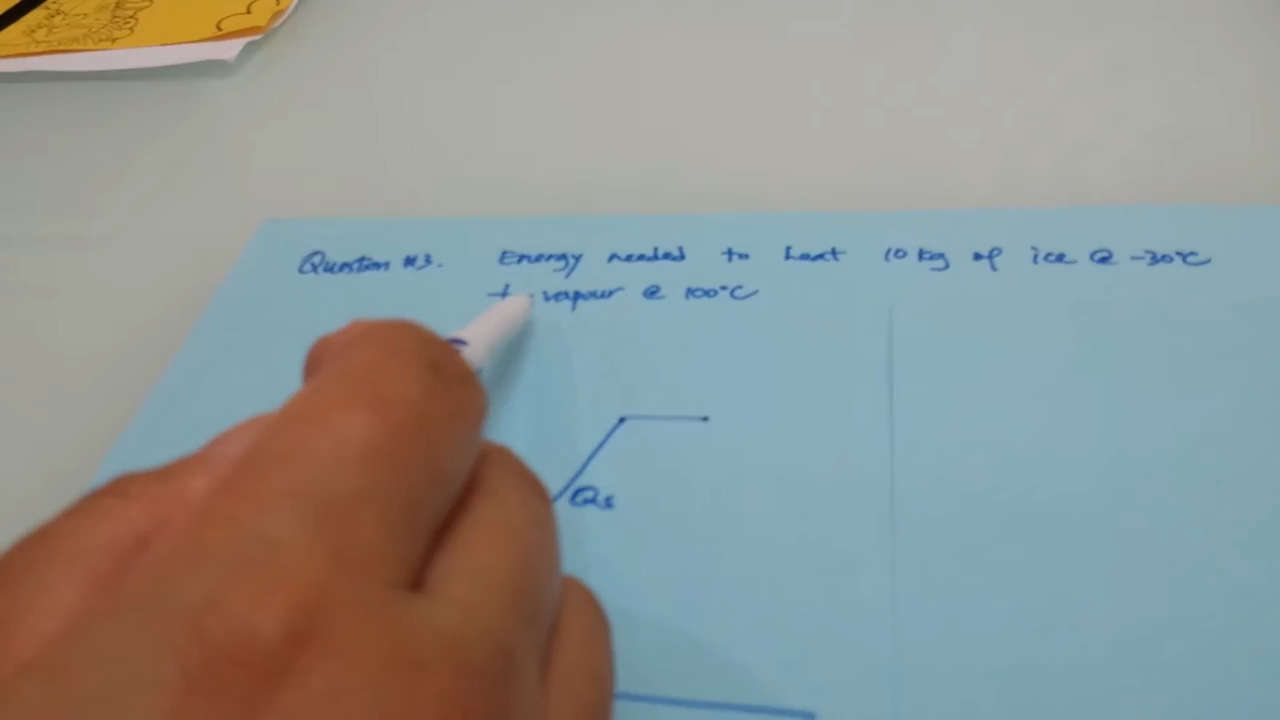 Question #3. Energy needed to heat 10 kg of ice @ -30°C
to vapour @ 100°C
Qs